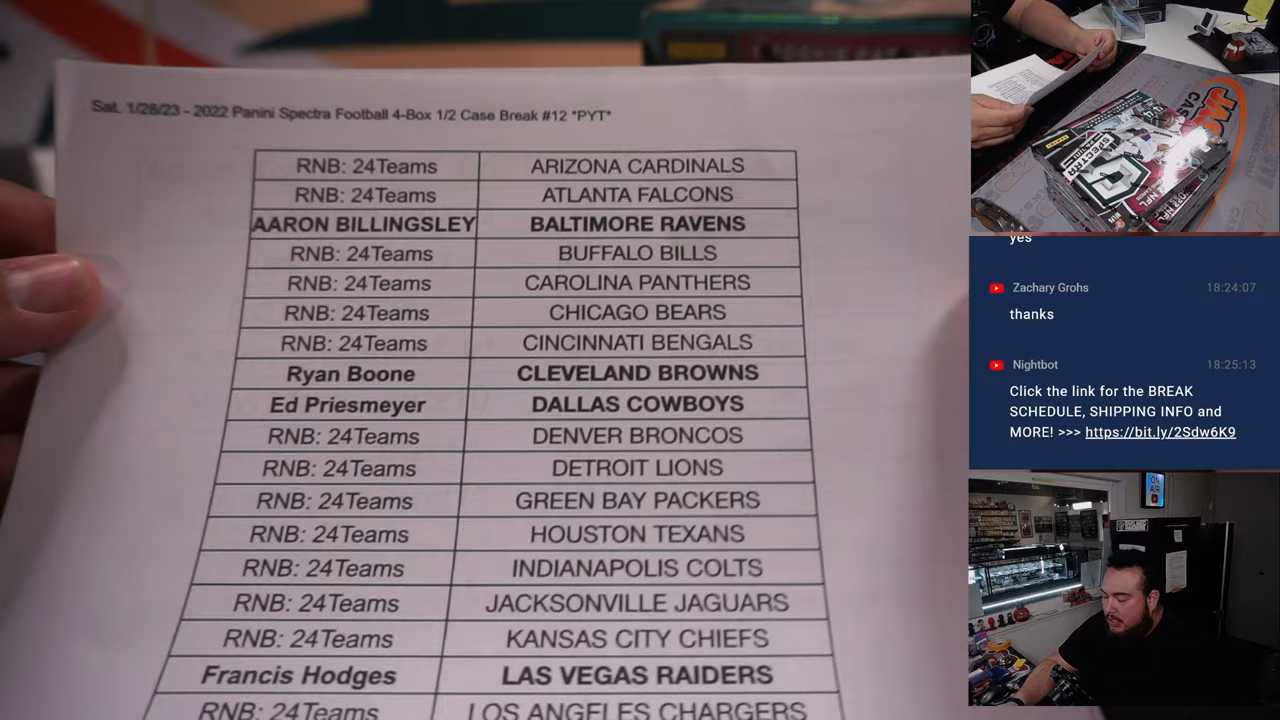 Sat. 1/28/23 - 2022 Panini Spectra Football 4-Box 1/2 Case Break #12 *PYT*
RNB: 24Teams ARIZONA CARDINALS
RNB: 24Teams ATLANTA FALCONS
AARON BILLINGSLEY BALTIMORE RAVENS
RNB: 24Teams BUFFALO BILLS
RNB: 24Teams CAROLINA PANTHERS
RNB: 24Teams CHICAGO BEARS
RNB: 24Teams CINCINNATI BENGALS
Ryan Boone CLEVELAND BROWNS
Ed Priesmeyer DALLAS COWBOYS
RNB: 24Teams DENVER BRONCOS
RNB: 24Teams DETROIT LIONS
RNB: 24Teams GREEN BAY PACKERS
RNB: 24Teams HOUSTON TEXANS
RNB: 24Teams INDIANAPOLIS COLTS
RNB: 24Teams JACKSONVILLE JAGUARS
RNB: 24Teams KANSAS CITY CHIEFS
Francis Hodges LAS VEGAS RAIDERS
RNB: 24Teams LOS ANGELES CHARGERS
SPECTRA
yes
Zachary Grohs 18:24:07
thanks
Nightbot 18:25:13
Click the link for the BREAK
SCHEDULE, SHIPPING INFO and
MORE! >>> https://bit.ly/2Sdw6K9
ON
AIR